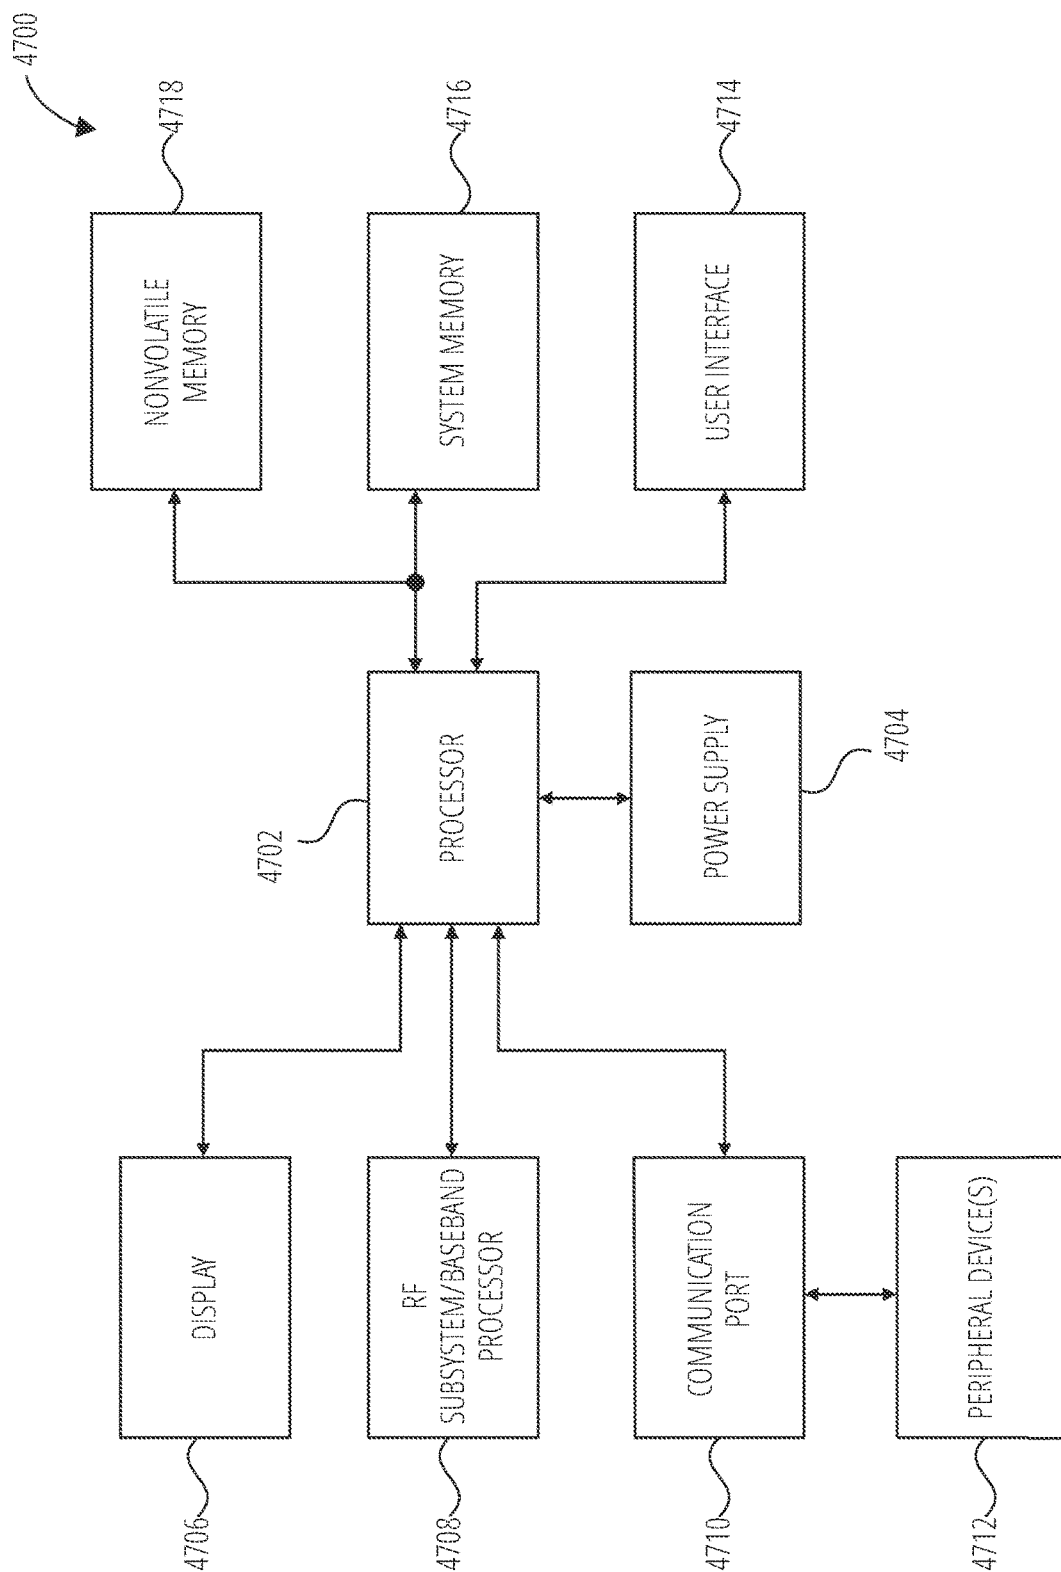 4700
4706
DISPLAY
NONVOLATILE
MEMORY
4718
4702
4708
RF
SUBSYSTEM/BASEBAND
PROCESSOR
PROCESSOR
SYSTEM MEMORY
4716
4710
COMMUNICATION
PORT
POWER SUPPLY
USER INTERFACE
4714
4704
4712
PERIPHERAL DEVICE(S)